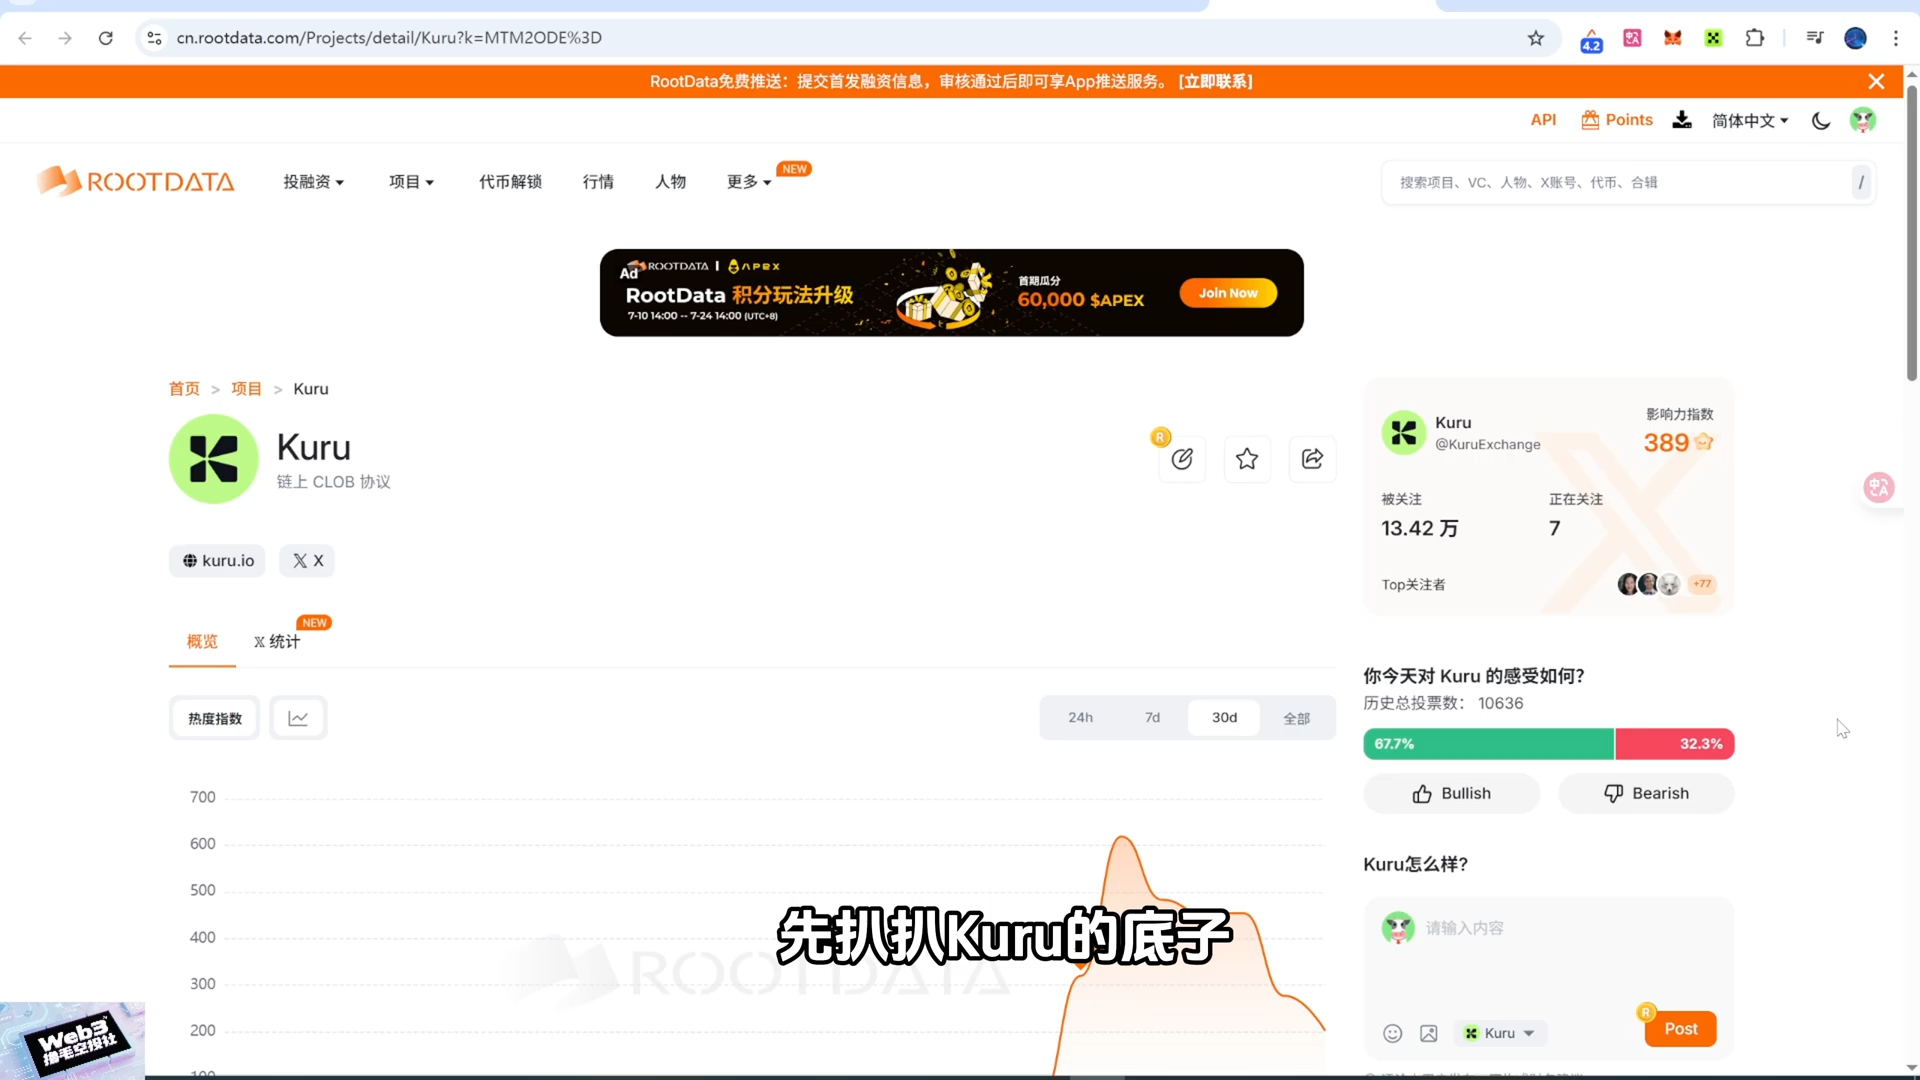 cn.rootdata.com/Projects/detail/Kuru?k=MTM2ODE%3D
4.2
RootData免费推送：提交首发融资信息，审核通过后即可享App推送服务。 [立即联系]
API
Points
简体中文
ROOTDATA
投融资
项目
代币解锁
行情
人物
更多
NEW
搜索项目、VC、人物、X账号、代币、合辑
/
Ad
ROOTDATA | APEX
RootData 积分玩法升级
7-10 14:00 -- 7-24 14:00 (UTC+8)
首期瓜分
60,000 $APEX
Join Now
首页 > 项目 > Kuru
Kuru
链上 CLOB 协议
R
kuru.io
X
概览
X 统计
NEW
热度指数
24h
7d
30d
全部
700
600
500
400
300
200
100
ROOTDATA
Kuru
@KuruExchange
影响力指数
389
被关注
13.42 万
正在关注
7
Top关注者
+77
你今天对 Kuru 的感受如何？
历史总投票数： 10636
67.7%
32.3%
Bullish
Bearish
Kuru怎么样？
请输入内容
Kuru
R
Post
先扒扒Kuru的底子
Web3
撸毛空投社